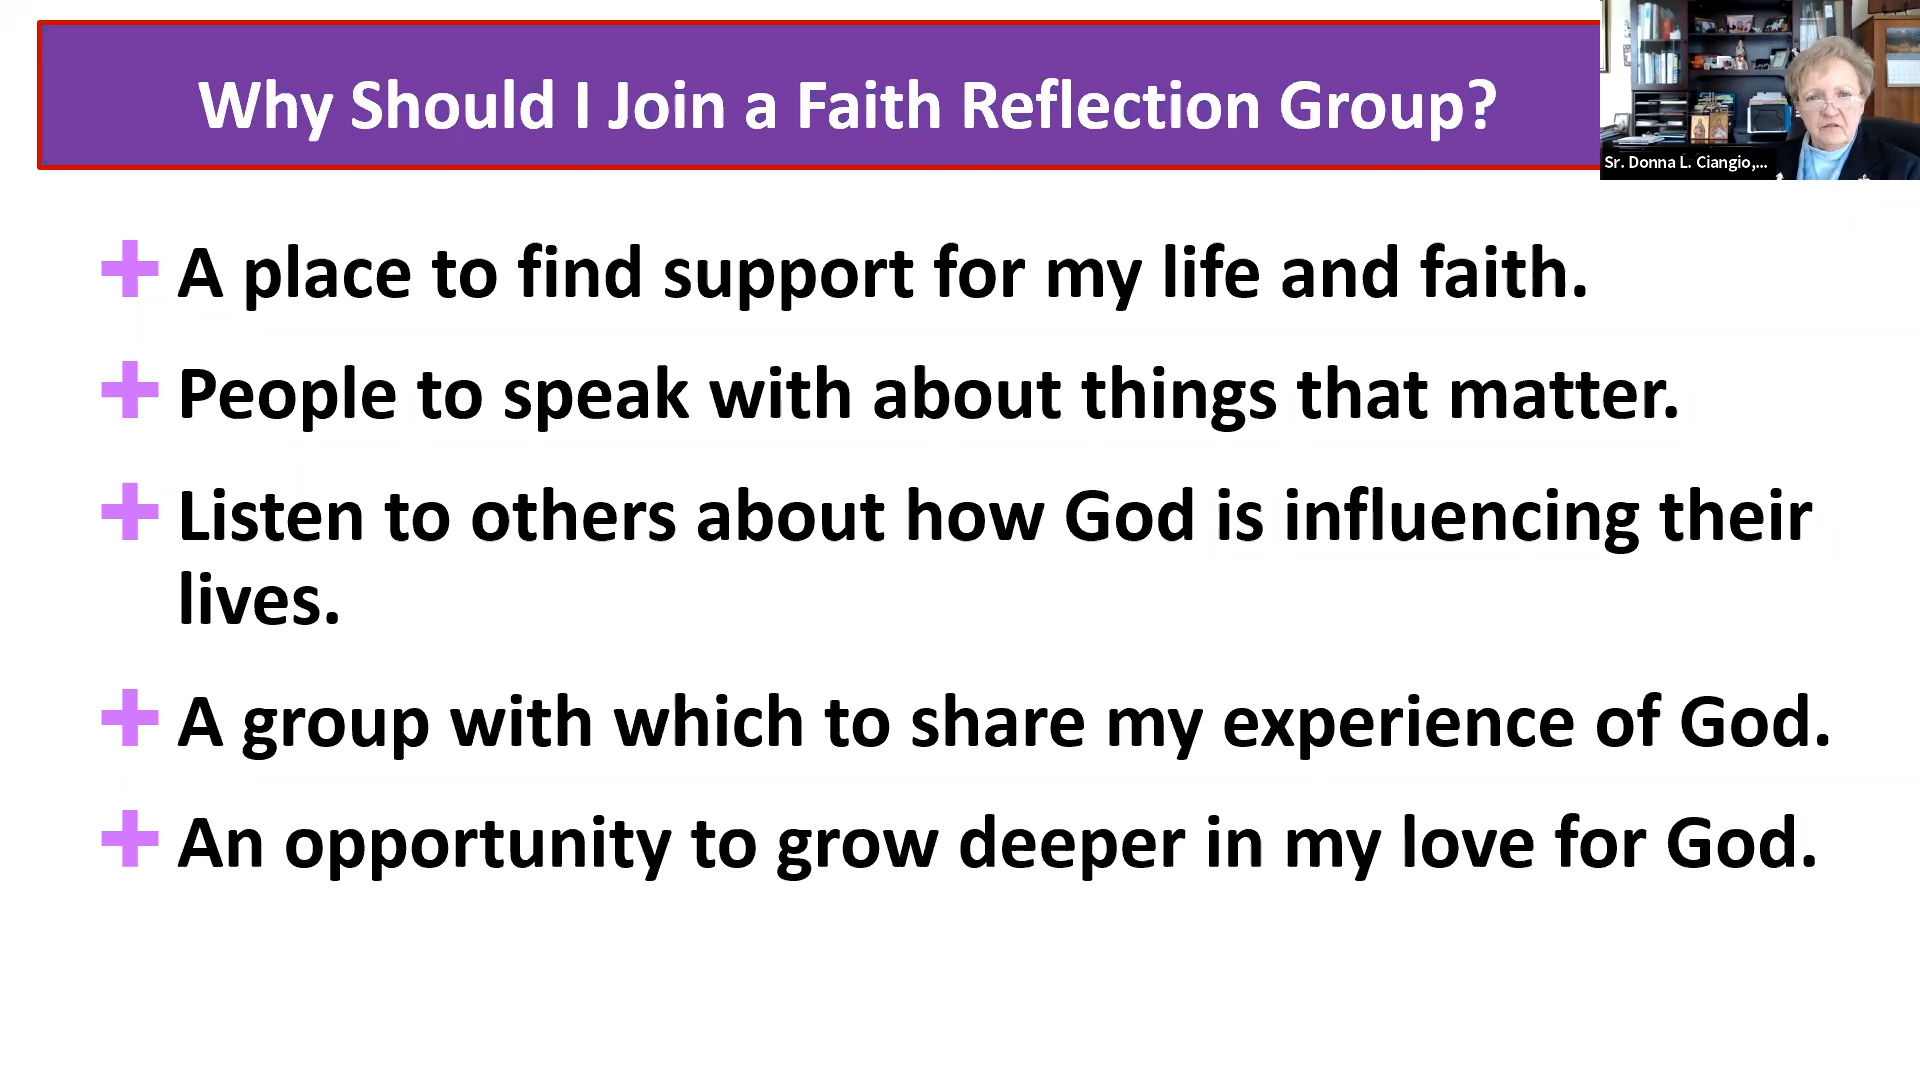 Why Should I Join a Faith Reflection Group?
Sr. Donna L. Ciangio,...
A place to find support for my life and faith.
People to speak with about things that matter.
Listen to others about how God is influencing their
lives.
A group with which to share my experience of God.
An opportunity to grow deeper in my love for God.